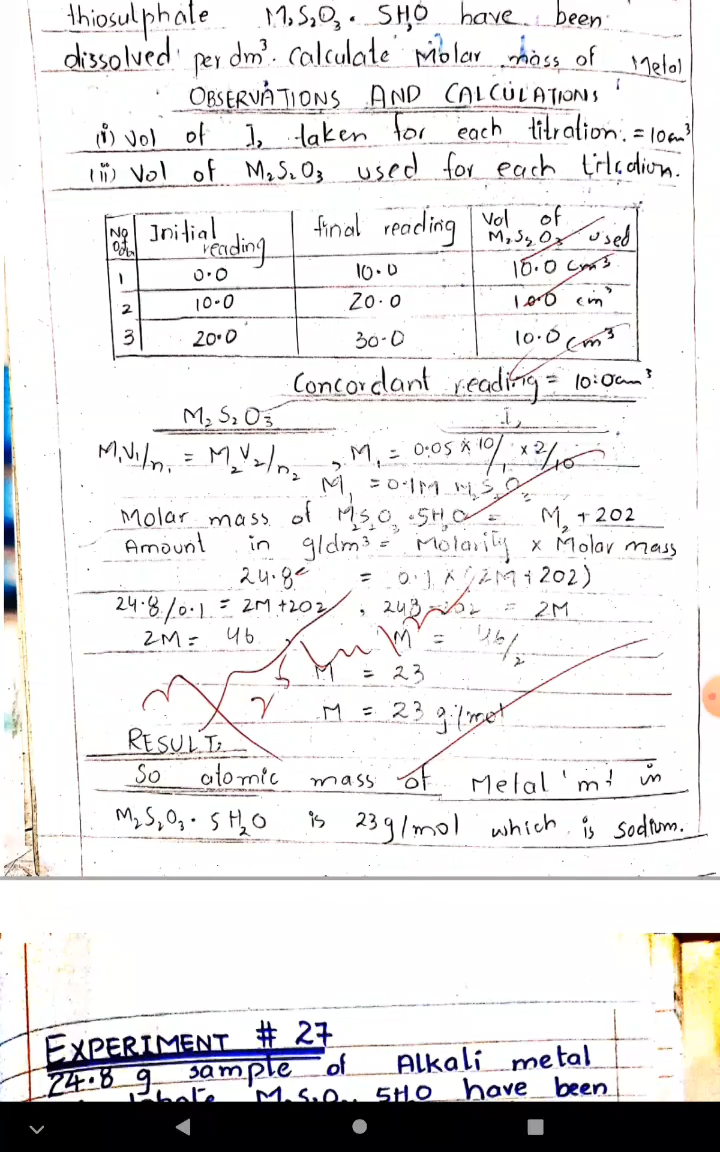 thiosulphate M₂S₂O₃ · 5H₂O have been
dissolved per dm³. Calculate Molar mass of Metal
OBSERVATIONS AND CALCULATIONS
(i) Vol of I₂ taken for each titration. = 10cm³
(ii) Vol of M₂S₂O₃ used for each titration.
No of Initial reading final reading Vol of M₂S₂O₃ used
1 0.0 10.0 10.0 cm³
2 10.0 20.0 10.0 cm³
3 20.0 30.0 10.0 cm³
Concordant reading = 10.0cm³
M₂S₂O₃ I₂
M₁V₁/n₁ = M₂V₂/n₂ , M₁ = 0.05 × 10/1 × 2/10
M₁ = 0.1M M₂S₂O₃
Molar mass of M₂S₂O₃ · 5H₂O = M₂ + 202
Amount in g/dm³ = Molarity × Molar mass
24.8 = 0.1 × (2M + 202)
24.8/0.1 = 2M+202 , 248-202 = 2M
2M = 46 M = 46/2
M = 23
M = 23 g/mol
RESULT:
So atomic mass of Metal 'm' in
M₂S₂O₃ · 5H₂O is 23g/mol which is sodium.
EXPERIMENT # 27
24.8 g sample of Alkali metal
M₂S₂O₃ 5H₂O have been